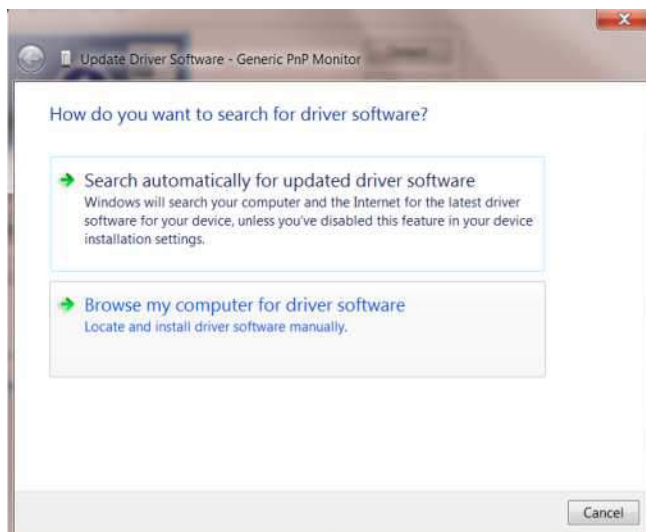 Update Driver Software - Generic PnP Monitor
How do you want to search for driver software?
Search automatically for updated driver software
Windows will search your computer and the Internet for the latest driver
software for your device, unless you've disabled this feature in your device
installation settings.
Browse my computer for driver software
Locate and install driver software manually.
Cancel